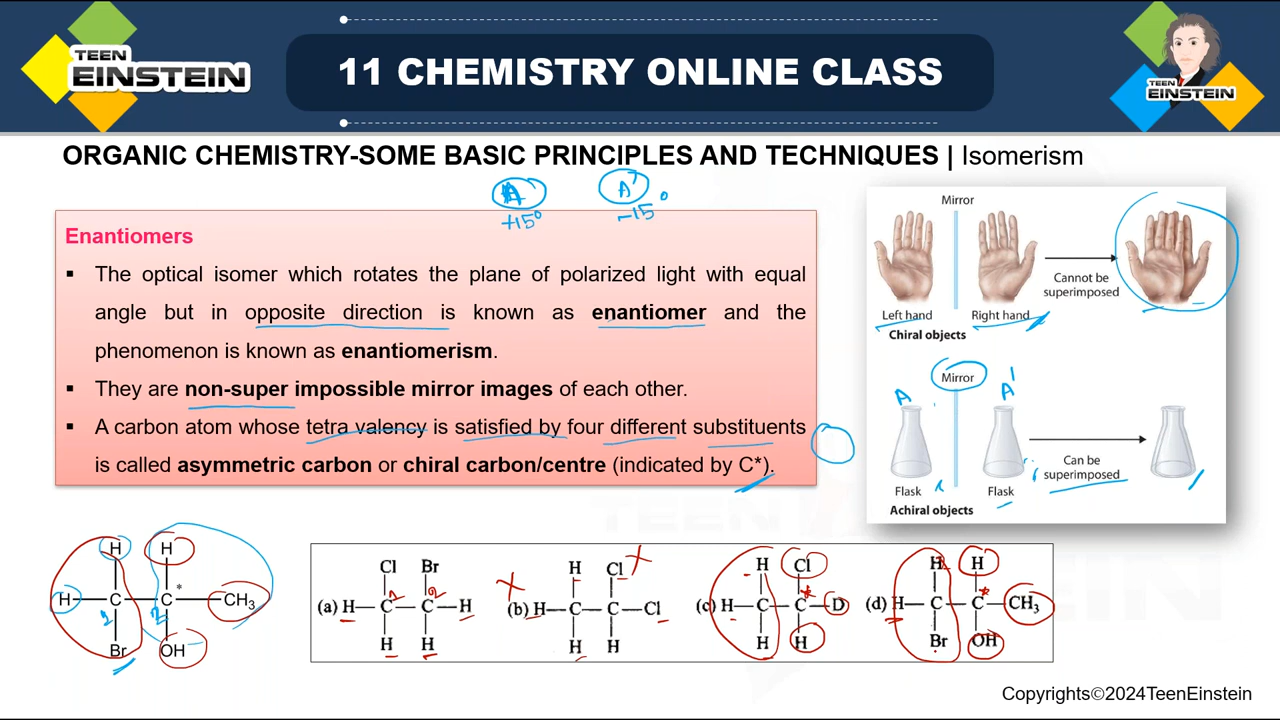 TEEN
EINSTEIN
11 CHEMISTRY ONLINE CLASS
TEEN
EINSTEIN
ORGANIC CHEMISTRY-SOME BASIC PRINCIPLES AND TECHNIQUES | Isomerism
A A'
+15° -15°
Enantiomers
▪ The optical isomer which rotates the plane of polarized light with equal
angle but in opposite direction is known as enantiomer and the
phenomenon is known as enantiomerism.
▪ They are non-super impossible mirror images of each other.
▪ A carbon atom whose tetra valency is satisfied by four different substituents
is called asymmetric carbon or chiral carbon/centre (indicated by C*).
Mirror
Cannot be
superimposed
Left hand Right hand
Chiral objects
Mirror
A A'
Can be
superimposed
Flask Flask
Achiral objects
H H
H C C * CH3
1 2
Br OH
Cl Br
(a) H—C—C—H
2 2
H H
H Cl
(b) H—C—C—Cl
H H
H Cl
(c) H—C—C—D
*
H H
H H
(d) H—C—C—CH3
*
Br OH
Copyrights©2024TeenEinstein